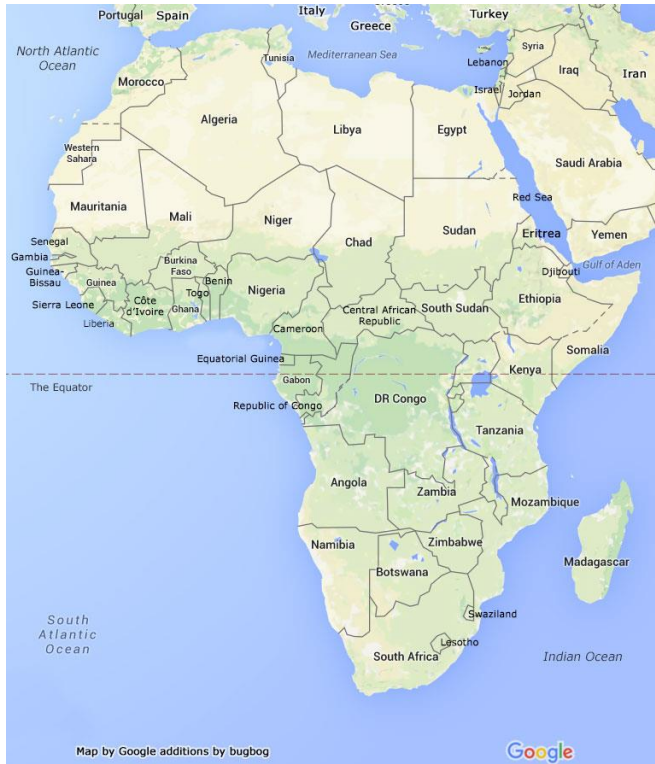 Portugal
Spain
Italy
Greece
Turkey
North Atlantic
Ocean
Mediterranean Sea
Tunisia
Syria
Lebanon
Iraq
Iran
Morocco
Israel
Jordan
Algeria
Libya
Egypt
Western
Sahara
Saudi Arabia
Red Sea
Mauritania
Mali
Niger
Chad
Sudan
Eritrea
Yemen
Senegal
Gambia
Guinea-
Bissau
Burkina
Faso
Djibouti
Gulf of Aden
Guinea
Benin
Togo
Nigeria
Ethiopia
Sierra Leone
Côte
d'Ivoire
Ghana
Central African
Republic
South Sudan
Liberia
Cameroon
Somalia
Equatorial Guinea
Kenya
The Equator
Gabon
DR Congo
Republic of Congo
Tanzania
Angola
Zambia
Mozambique
Namibia
Zimbabwe
Botswana
Madagascar
Swaziland
South
Atlantic
Ocean
Lesotho
South Africa
Indian Ocean
Map by Google additions by bugbog
Google